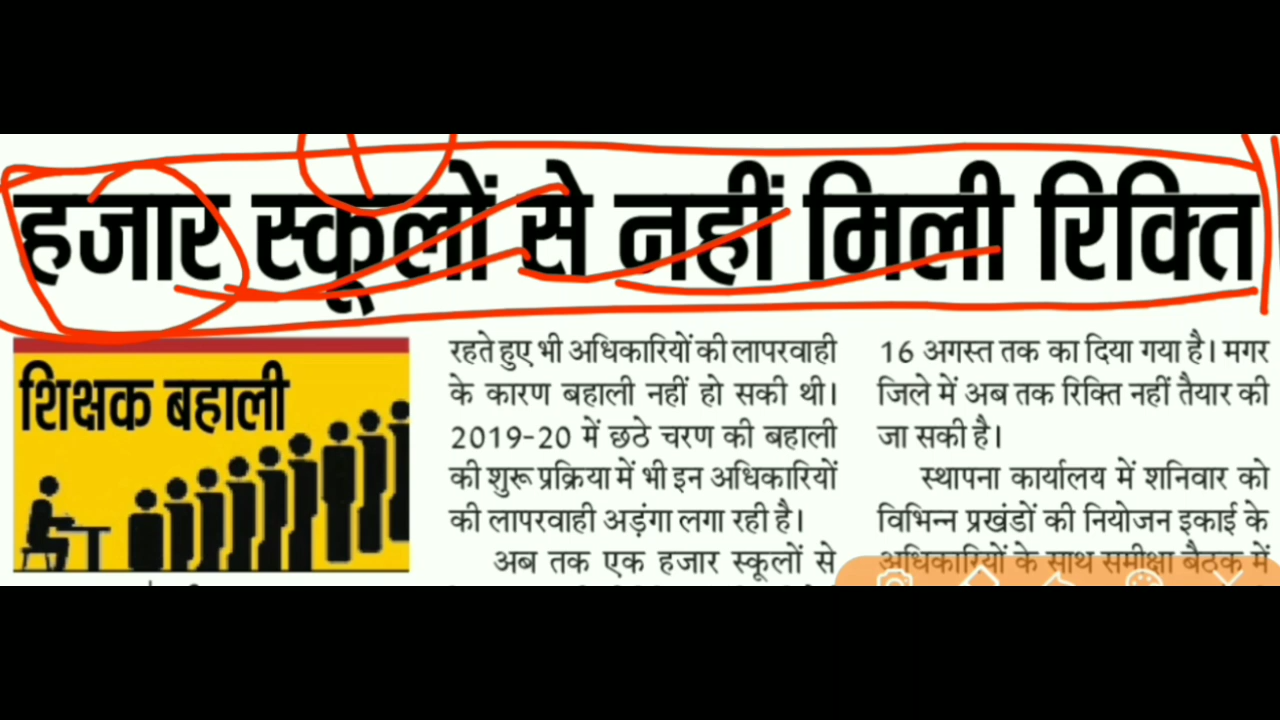 हजार स्कूलों से नहीं मिली रिक्ति
शिक्षक बहाली
रहते हुए भी अधिकारियों की लापरवाही
के कारण बहाली नहीं हो सकी थी।
2019-20 में छठे चरण की बहाली
की शुरू प्रक्रिया में भी इन अधिकारियों
की लापरवाही अड़ंगा लगा रही है।
अब तक एक हजार स्कूलों से
16 अगस्त तक का दिया गया है। मगर
जिले में अब तक रिक्ति नहीं तैयार की
जा सकी है।
स्थापना कार्यालय में शनिवार को
विभिन्न प्रखंडों की नियोजन इकाई के
अधिकारियों के साथ समीक्षा बैठक में